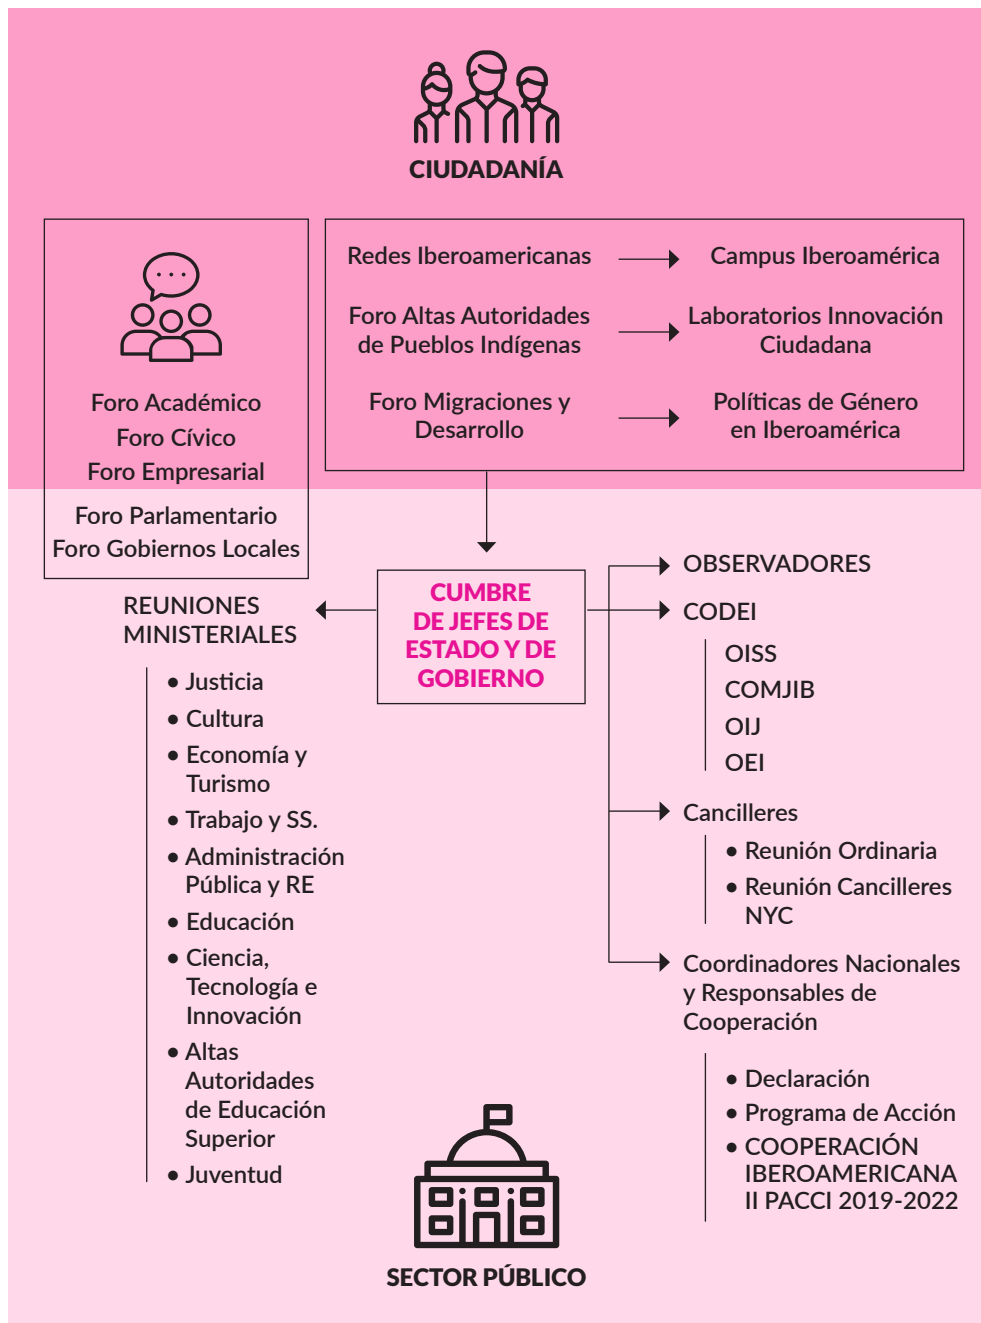 CIUDADANÍA
Foro Académico
Foro Cívico
Foro Empresarial
Foro Parlamentario
Foro Gobiernos Locales
Redes Iberoamericanas
Campus Iberoamérica
Foro Altas Autoridades
de Pueblos Indígenas
Laboratorios Innovación
Ciudadana
Foro Migraciones y
Desarrollo
Políticas de Género
en Iberoamérica
CUMBRE
DE JEFES DE
ESTADO Y DE
GOBIERNO
REUNIONES
MINISTERIALES
• Justicia
• Cultura
• Economía y
Turismo
• Trabajo y SS.
• Administración
Pública y RE
• Educación
• Ciencia,
Tecnología e
Innovación
• Altas
Autoridades
de Educación
Superior
• Juventud
OBSERVADORES
CODEI
OISS
COMJIB
OIJ
OEI
Cancilleres
• Reunión Ordinaria
• Reunión Cancilleres
NYC
Coordinadores Nacionales
y Responsables de
Cooperación
• Declaración
• Programa de Acción
• COOPERACIÓN
IBEROAMERICANA
II PACCI 2019-2022
SECTOR PÚBLICO